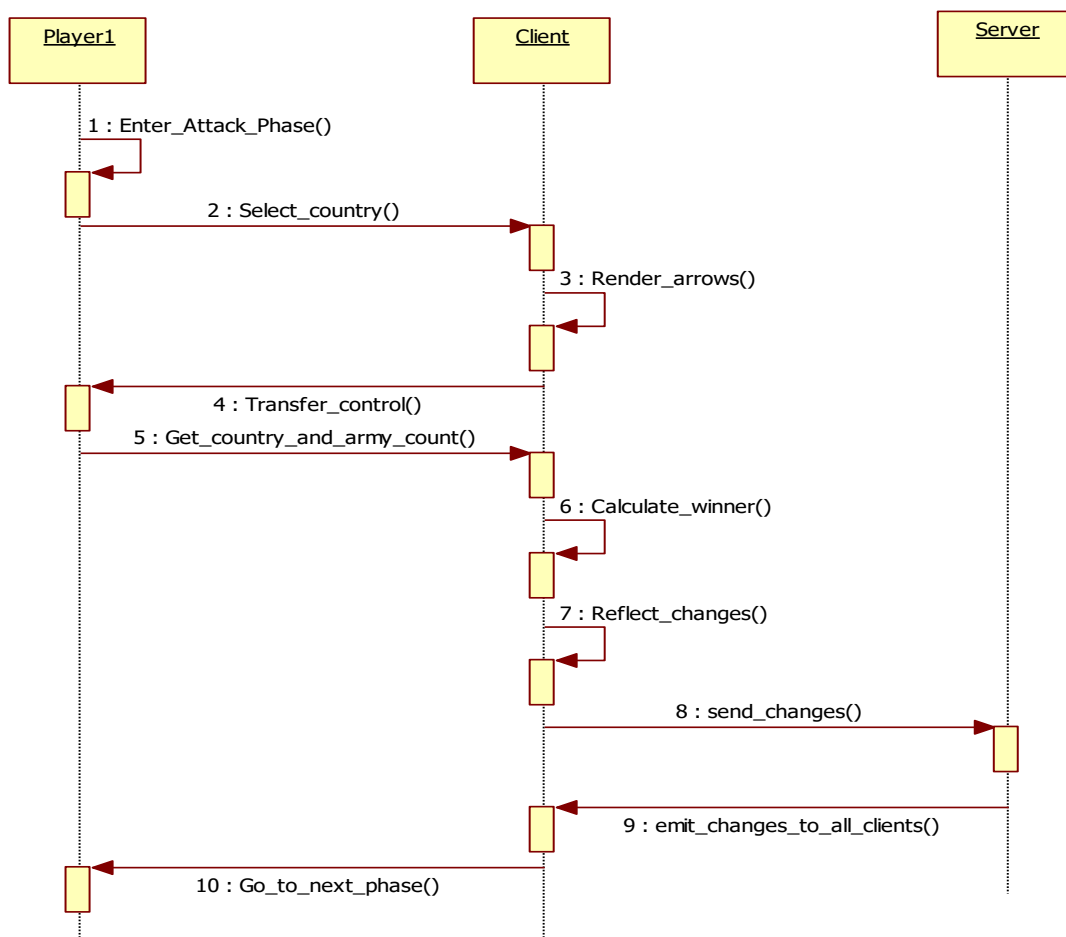 Player1
Client
Server
1 : Enter_Attack_Phase()
2 : Select_country()
3 : Render_arrows()
4 : Transfer_control()
5 : Get_country_and_army_count()
6 : Calculate_winner()
7 : Reflect_changes()
8 : send_changes()
9 : emit_changes_to_all_clients()
10 : Go_to_next_phase()